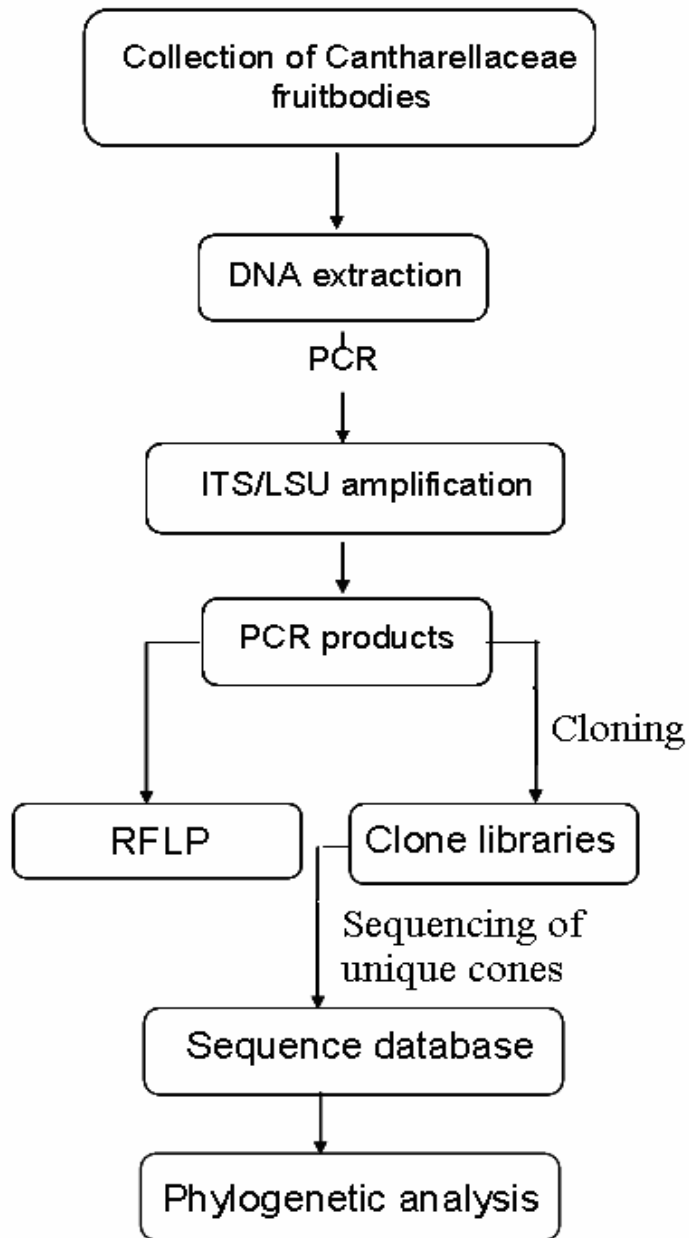 Collection of Cantharellaceae
fruitbodies
DNA extraction
PCR
ITS/LSU amplification
PCR products
Cloning
RFLP
Clone libraries
Sequencing of
unique cones
Sequence database
Phylogenetic analysis